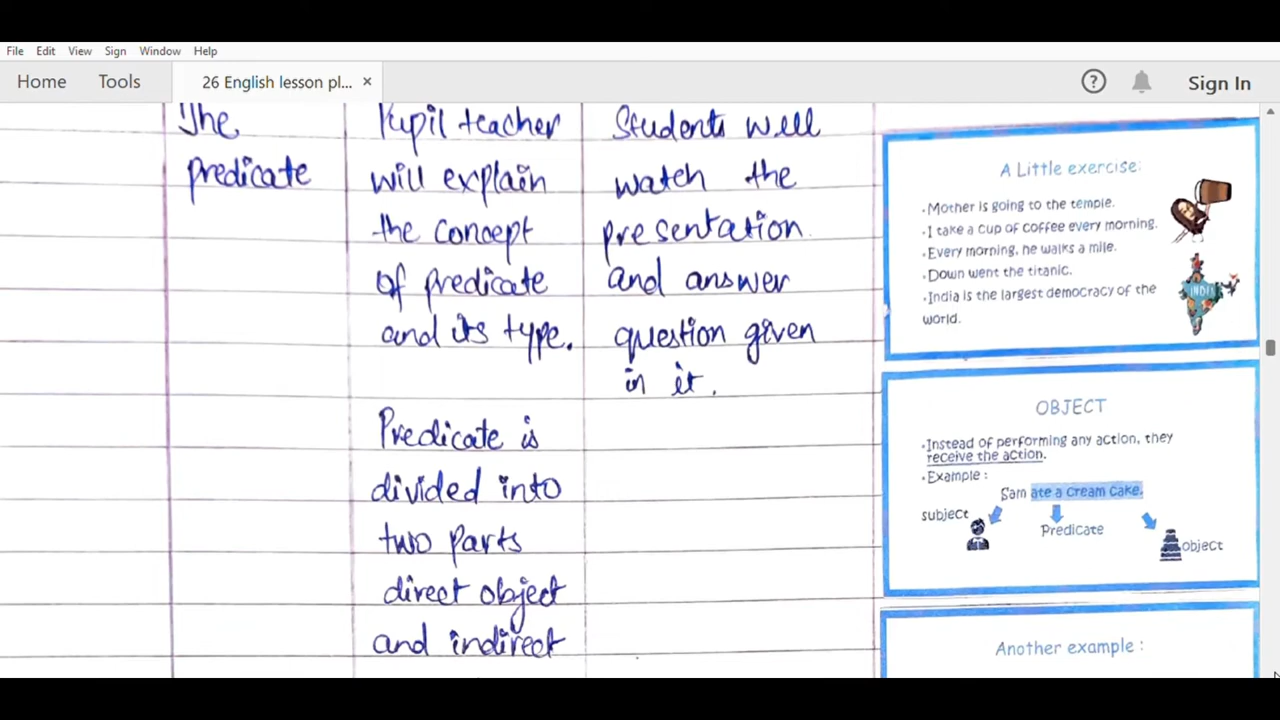 File Edit View Sign Window Help
Home Tools 26 English lesson pl... × Sign In
The
predicate
Pupil teacher
will explain
the concept
of predicate
and its type.
Predicate is
divided into
two parts
direct object
and indirect
Students well
watch the
presentation.
and answer
question given
in it.
A Little exercise:
•Mother is going to the temple.
•I take a cup of coffee every morning.
•Every morning, he walks a mile.
•Down went the titanic.
•India is the largest democracy of the
world.
INDIA
OBJECT
•Instead of performing any action, they
receive the action.
•Example :
Sam ate a cream cake.
subject
Predicate
object
Another example :